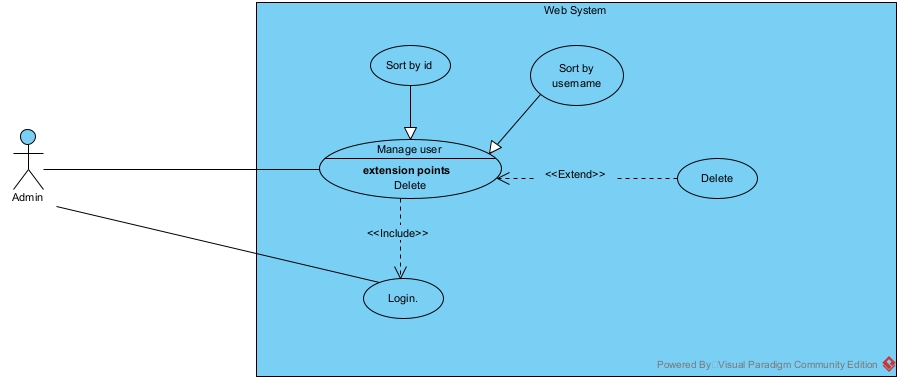 Web System
Sort by id
Sort by
username
Manage user
extension points
Delete
<<Extend>>
Delete
Admin
<<Include>>
Login.
Powered By: Visual Paradigm Community Edition